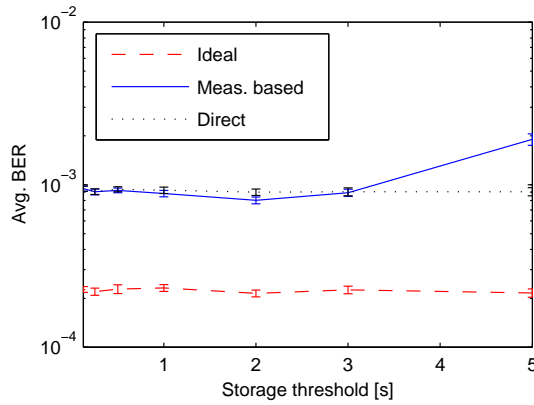 10^-2
Ideal
Meas. based
Direct
Avg. BER
10^-3
10^-4
1 2 3 4 5
Storage threshold [s]